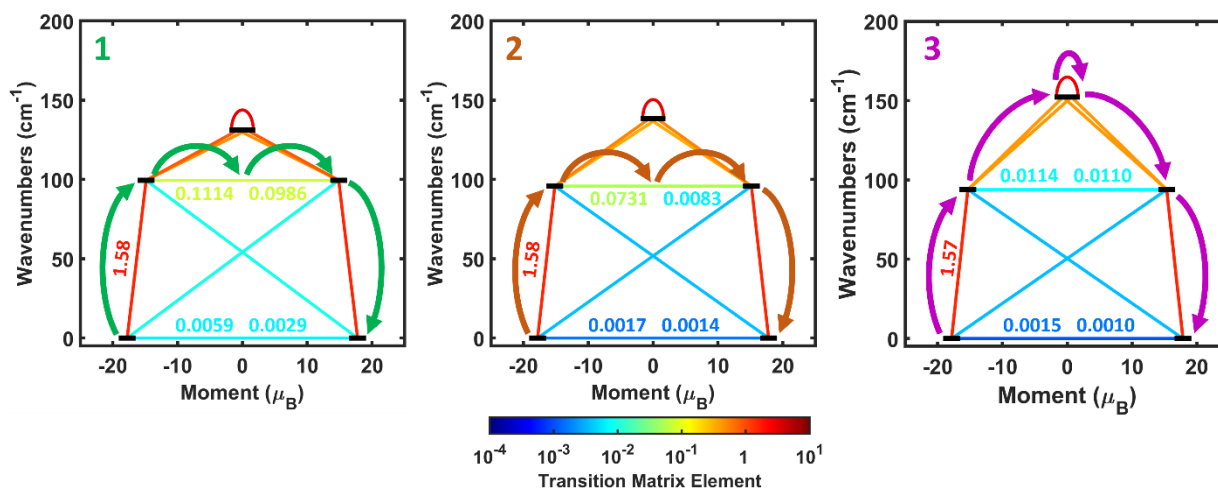 1
200
150
100
50
0
Wavenumbers (cm-1)
0.1114 0.0986
1.58
0.0059 0.0029
-20 -10 0 10 20
Moment (μB)
2
200
150
100
50
0
Wavenumbers (cm-1)
0.0731 0.0083
1.58
0.0017 0.0014
-20 -10 0 10 20
Moment (μB)
3
200
150
100
50
0
Wavenumbers (cm-1)
0.0114 0.0110
1.57
0.0015 0.0010
-20 -10 0 10 20
Moment (μB)
10-4 10-3 10-2 10-1 1 101
Transition Matrix Element